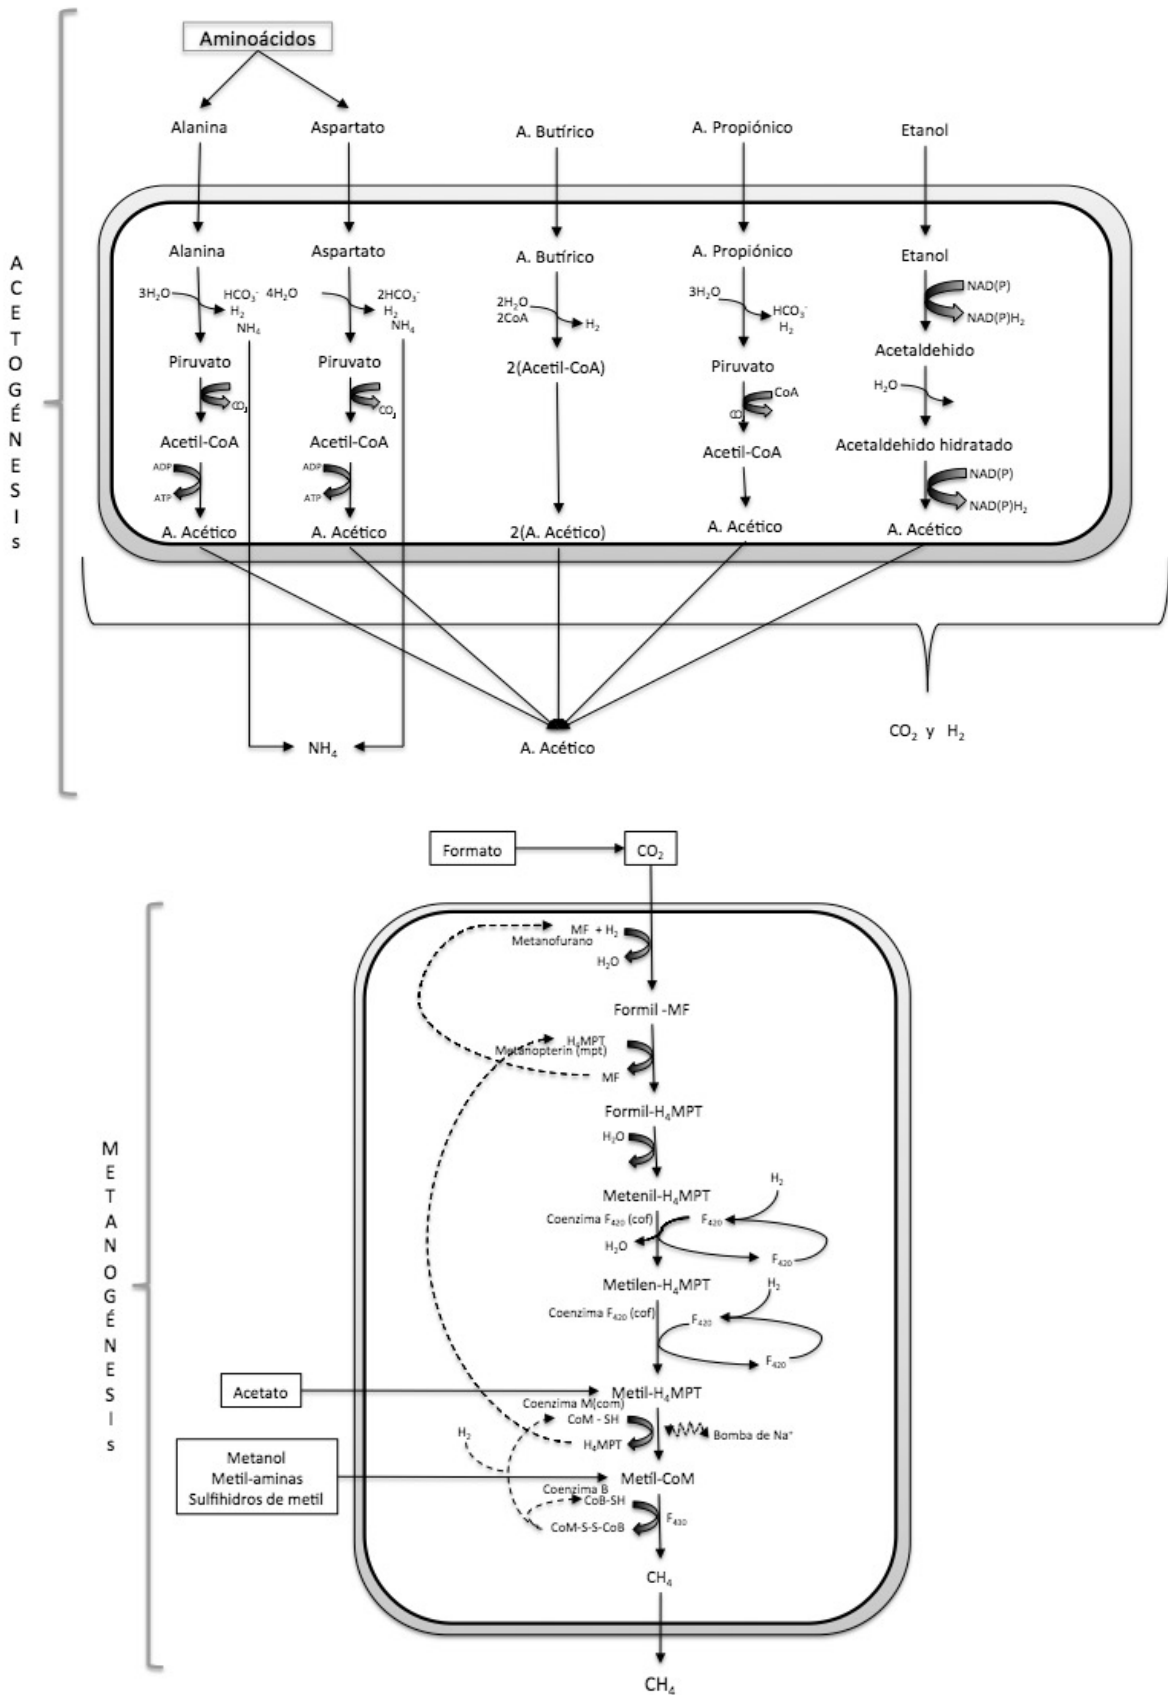 Aminoácidos
Alanina
Aspartato
A. Butírico
A. Propiónico
Etanol
ACETOGÉNESIs
Alanina
Aspartato
A. Butírico
A. Propiónico
Etanol
3H₂O
HCO₃⁻
H₂
NH₄
4H₂O
2HCO₃⁻
H₂
NH₄
2H₂O
2CoA
H₂
3H₂O
HCO₃⁻
H₂
NAD(P)
NAD(P)H₂
Piruvato
Piruvato
2(Acetil-CoA)
Piruvato
Acetaldehido
CO₂
CO₂
CoA
CO
H₂O
Acetil-CoA
Acetil-CoA
Acetil-CoA
Acetaldehido hidratado
ADP
ATP
ADP
ATP
NAD(P)
NAD(P)H₂
A. Acético
A. Acético
2(A. Acético)
A. Acético
A. Acético
NH₄
A. Acético
CO₂ y H₂
Formato
CO₂
METANOGÉNESIs
MF + H₂
Metanofurano
H₂O
Formil -MF
H₄MPT
Metanopterin (mpt)
MF
Formil-H₄MPT
H₂O
Metenil-H₄MPT
H₂
Coenzima F₄₂₀ (cof)
F₄₂₀
H₂O
F₄₂₀
Metilen-H₄MPT
H₂
Coenzima F₄₂₀ (cof)
F₄₂₀
F₄₂₀
Acetato
Metil-H₄MPT
Coenzima M(com)
CoM - SH
H₂
H₄MPT
Bomba de Na⁺
Metanol
Metil-aminas
Sulfihidros de metil
Metil-CoM
Coenzima B
CoB-SH
CoM-S-S-CoB
F₄₃₀
CH₄
CH₄